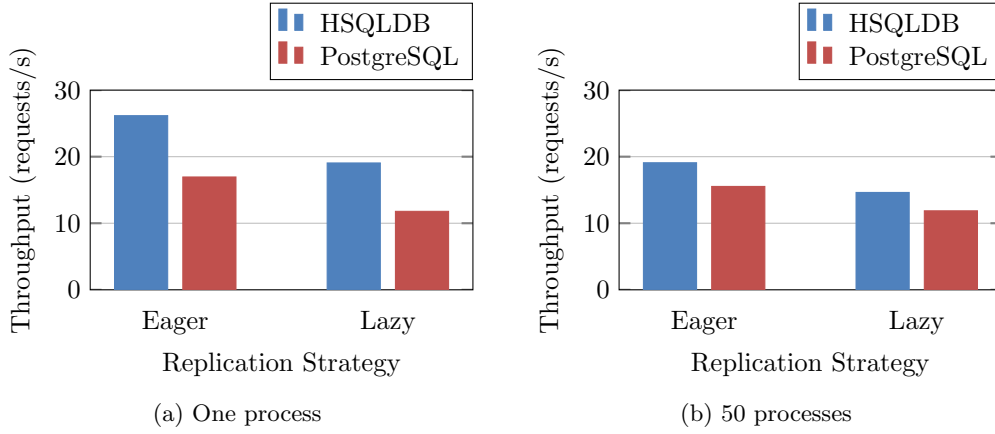 HSQLDB
PostgreSQL
Throughput (requests/s)
30
20
10
0
Eager
Lazy
Replication Strategy
(a) One process
HSQLDB
PostgreSQL
Throughput (requests/s)
30
20
10
0
Eager
Lazy
Replication Strategy
(b) 50 processes